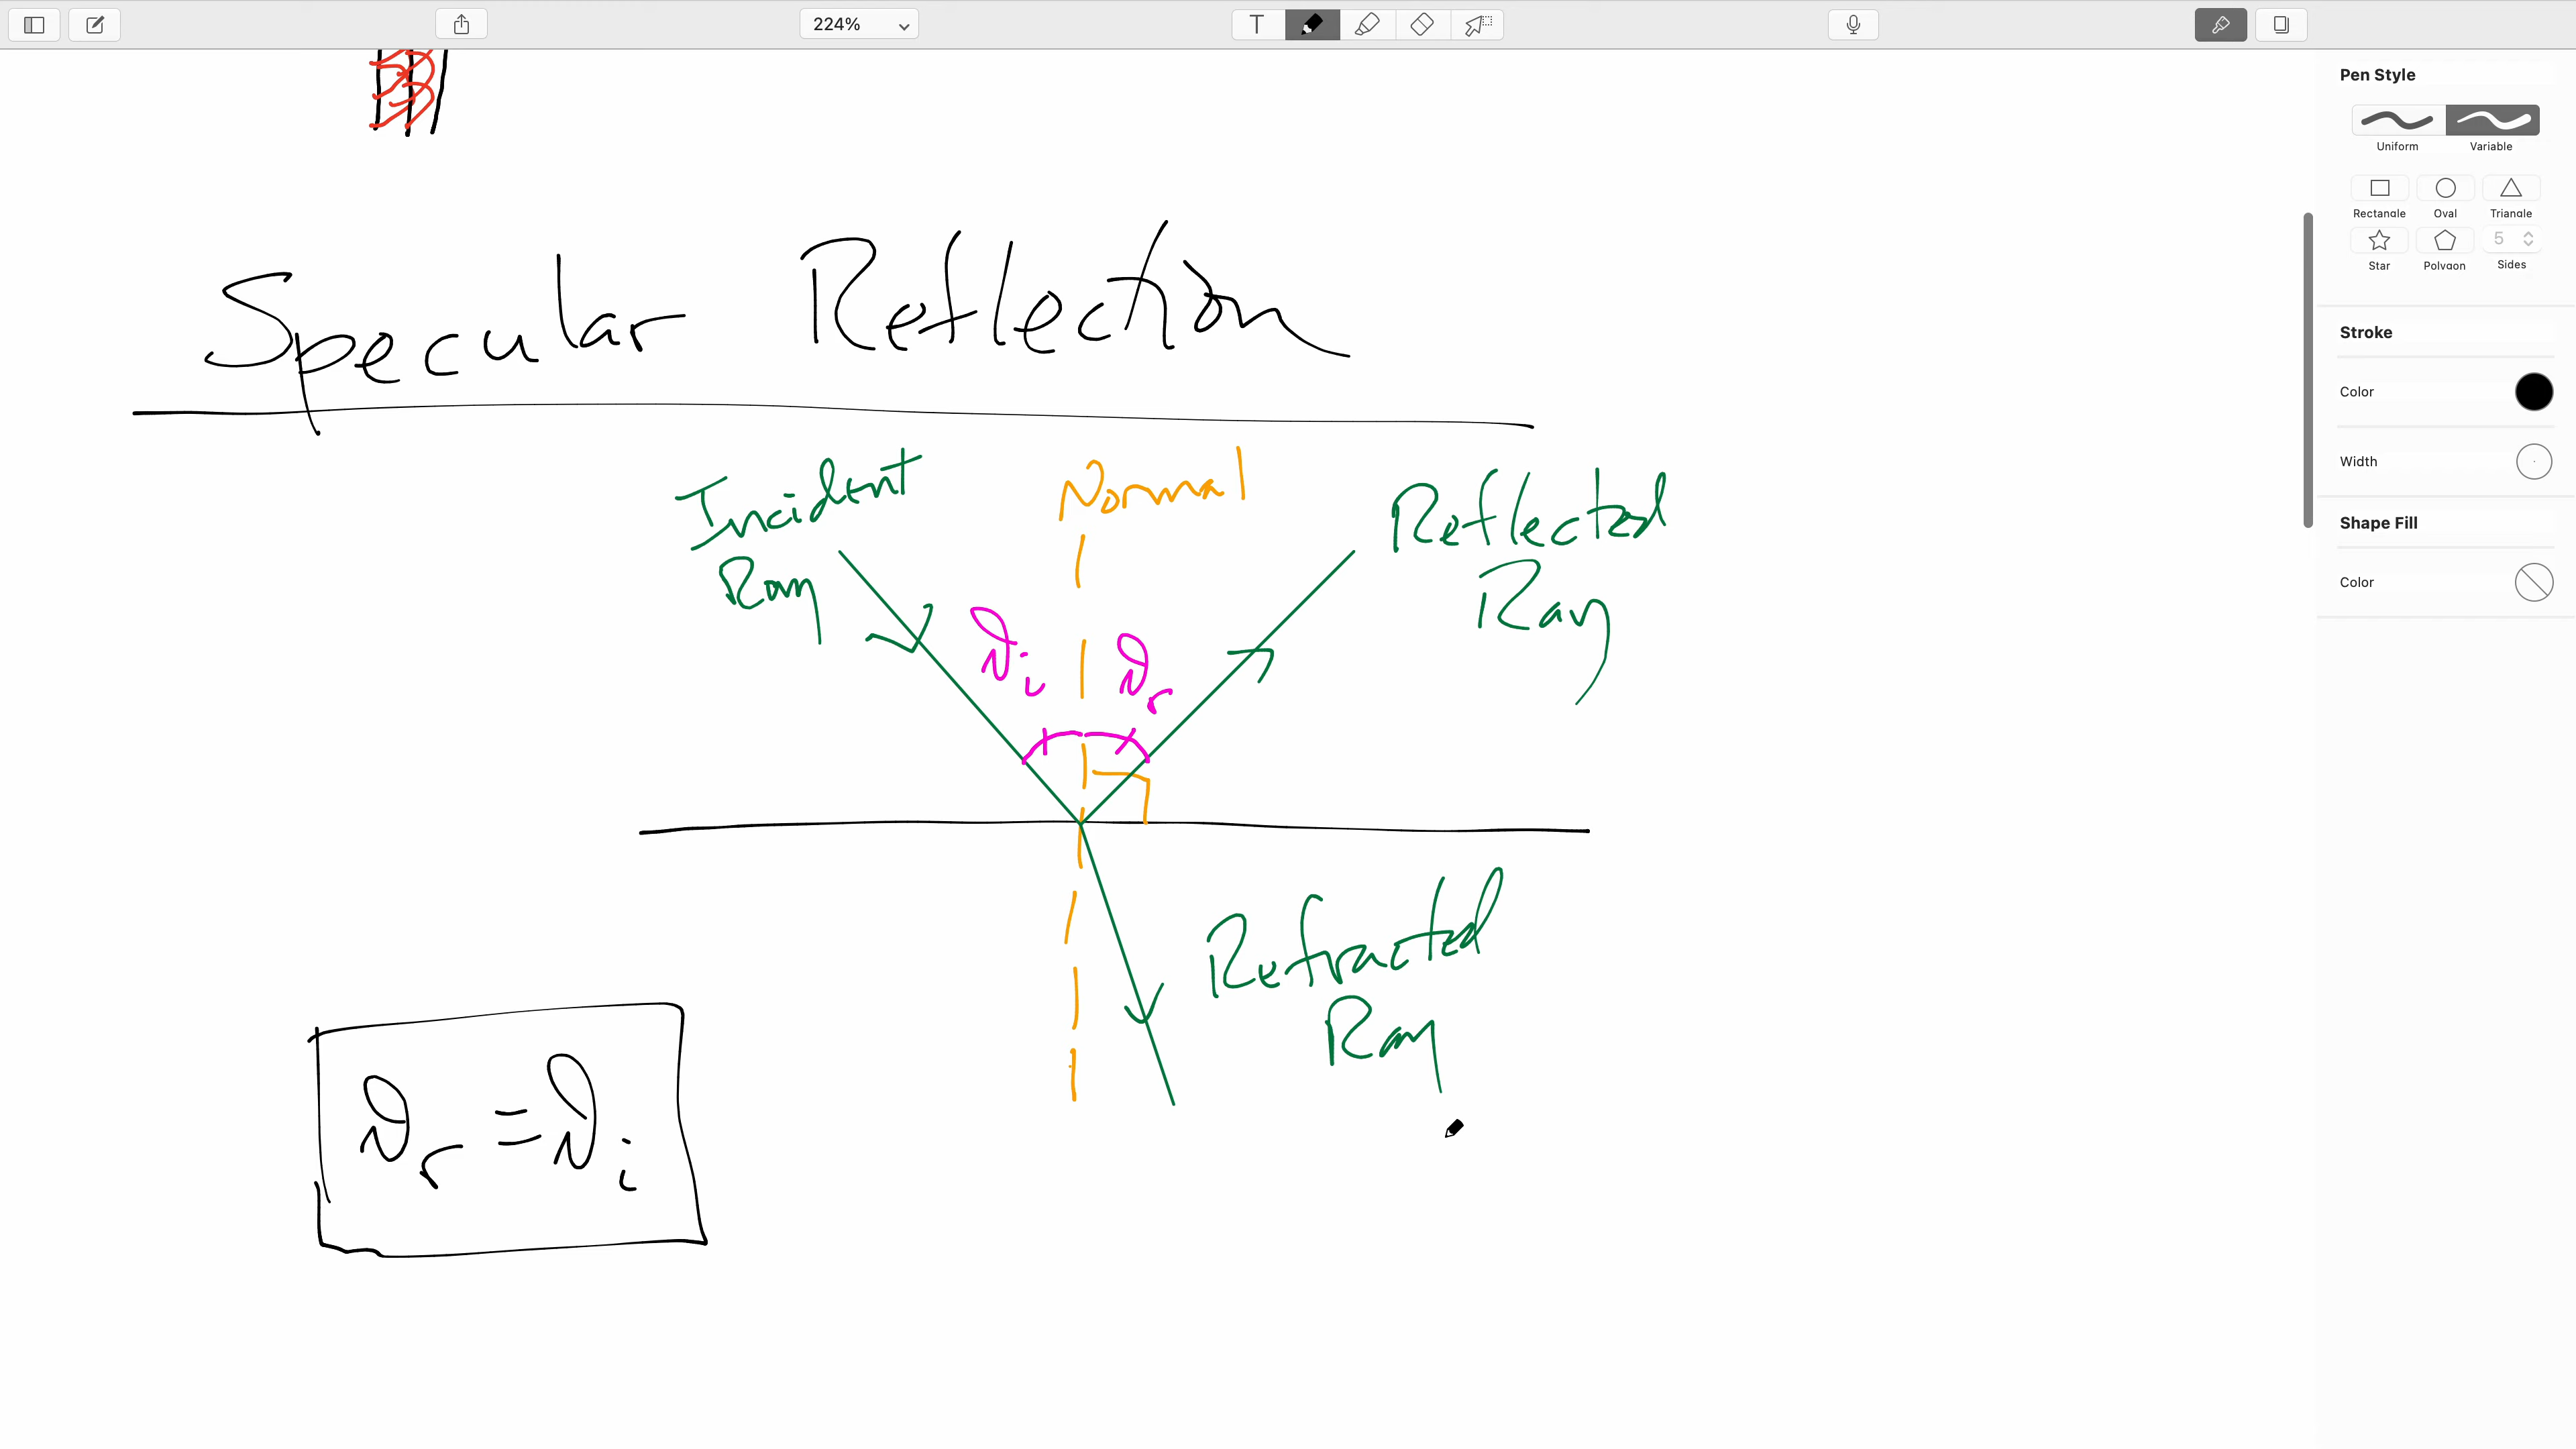 224%
T
Pen Style
Uniform
Variable
Rectangle
Oval
Triangle
5
Star
Polygon
Sides
Stroke
Color
Width
Shape Fill
Color
Specular Reflection
Incident
Ray
Normal
Reflected
Ray
ϑi
ϑr
Refracted
Ray
ϑr = ϑi